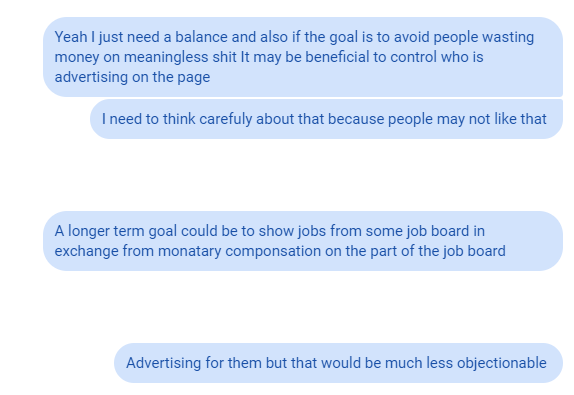 Yeah I just need a balance and also if the goal is to avoid people wasting
money on meaningless shit It may be beneficial to control who is
advertising on the page
I need to think carefuly about that because people may not like that
A longer term goal could be to show jobs from some job board in
exchange from monatary componsation on the part of the job board
Advertising for them but that would be much less objectionable